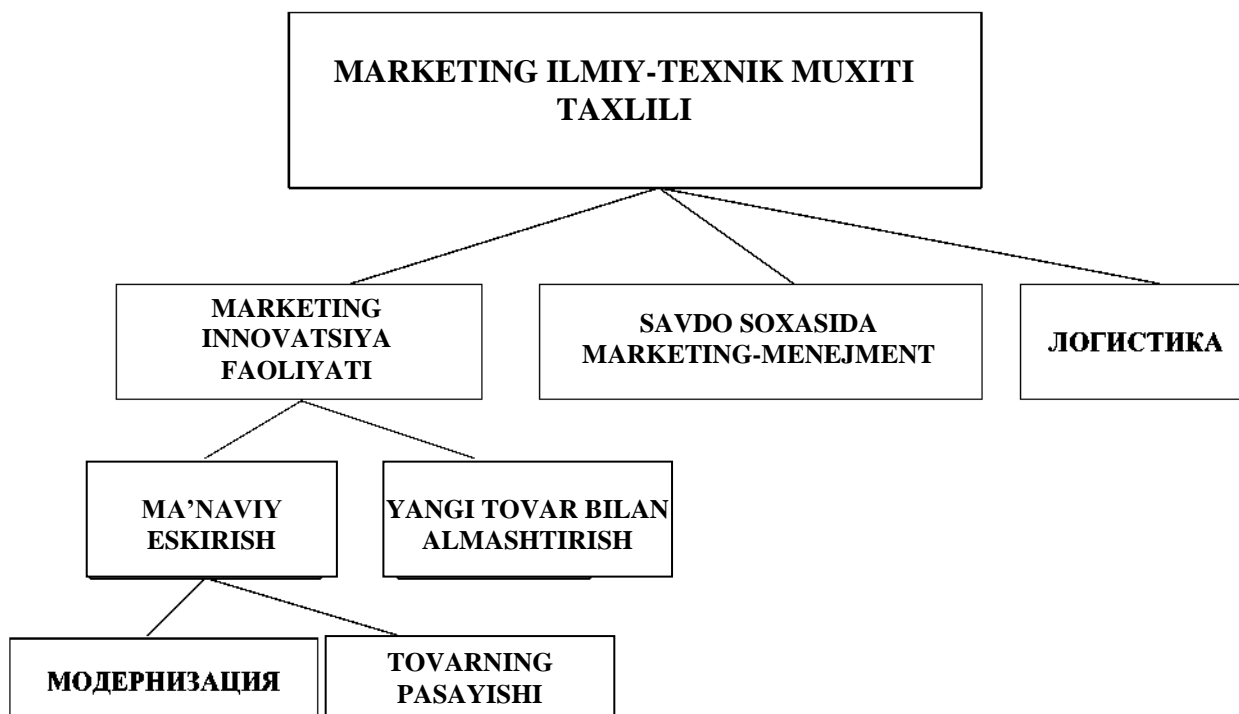 MARKETING ILMIY-TEXNIK MUXITI
TAXLILI
MARKETING
INNOVATSIYA
FAOLIYATI
SAVDO SOXASIDA
MARKETING-MENEJMENT
ЛОГИСТИКА
MA’NAVIY
ESKIRISH
YANGI TOVAR BILAN
ALMASHTIRISH
МОДЕРНИЗАЦИЯ
TOVARNING
PASAYISHI